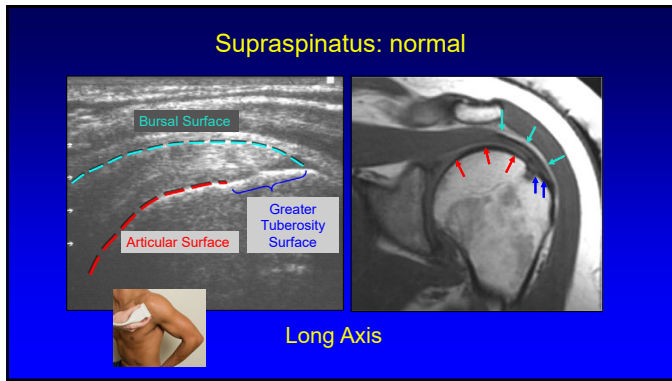 Supraspinatus: normal
Bursal Surface
Greater
Tuberosity
Surface
Articular Surface
Long Axis